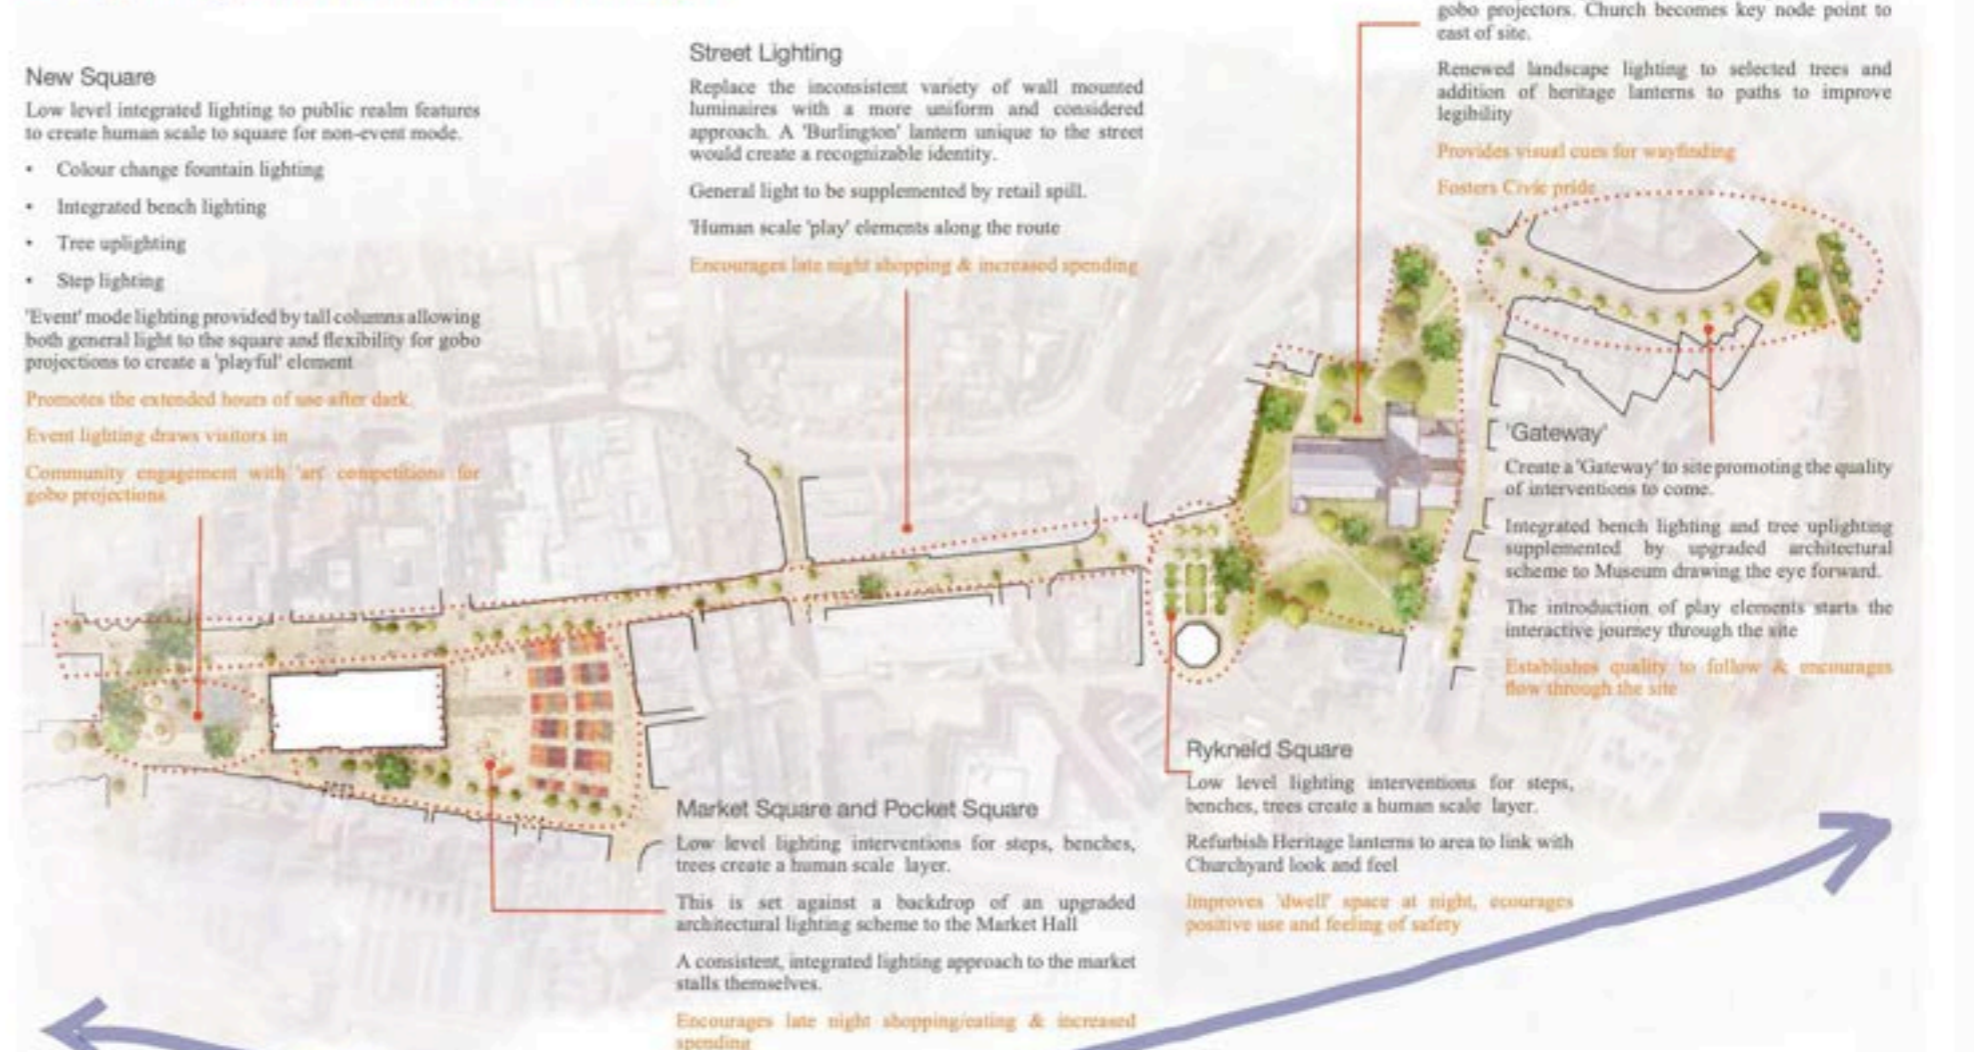 New Square
Low level integrated lighting to public realm features
to create human scale to square for non-event mode.
• Colour change fountain lighting
• Integrated bench lighting
• Tree uplighting
• Step lighting
'Event' mode lighting provided by tall columns allowing
both general light to the square and flexibility for gobo
projections to create a 'playful' element
Promotes the extended hours of use after dark.
Event lighting draws visitors in
Community engagement with 'art' competitions for
gobo projections
Street Lighting
Replace the inconsistent variety of wall mounted
luminaires with a more uniform and considered
approach. A 'Burlington' lantern unique to the street
would create a recognizable identity.
General light to be supplemented by retail spill.
'Human scale 'play' elements along the route
Encourages late night shopping & increased spending
gobo projectors. Church becomes key node point to
east of site.
Renewed landscape lighting to selected trees and
addition of heritage lanterns to paths to improve
legibility
Provides visual cues for wayfinding
Fosters Civic pride
'Gateway'
Create a 'Gateway' to site promoting the quality
of interventions to come.
Integrated bench lighting and tree uplighting
supplemented by upgraded architectural
scheme to Museum drawing the eye forward.
The introduction of play elements starts the
interactive journey through the site
Establishes quality to follow & encourages
flow through the site
Market Square and Pocket Square
Low level lighting interventions for steps, benches,
trees create a human scale layer.
This is set against a backdrop of an upgraded
architectural lighting scheme to the Market Hall
A consistent, integrated lighting approach to the market
stalls themselves.
Encourages late night shopping/eating & increased
spending
Rykneld Square
Low level lighting interventions for steps,
benches, trees create a human scale layer.
Refurbish Heritage lanterns to area to link with
Churchyard look and feel
Improves 'dwell' space at night, ecourages
positive use and feeling of safety